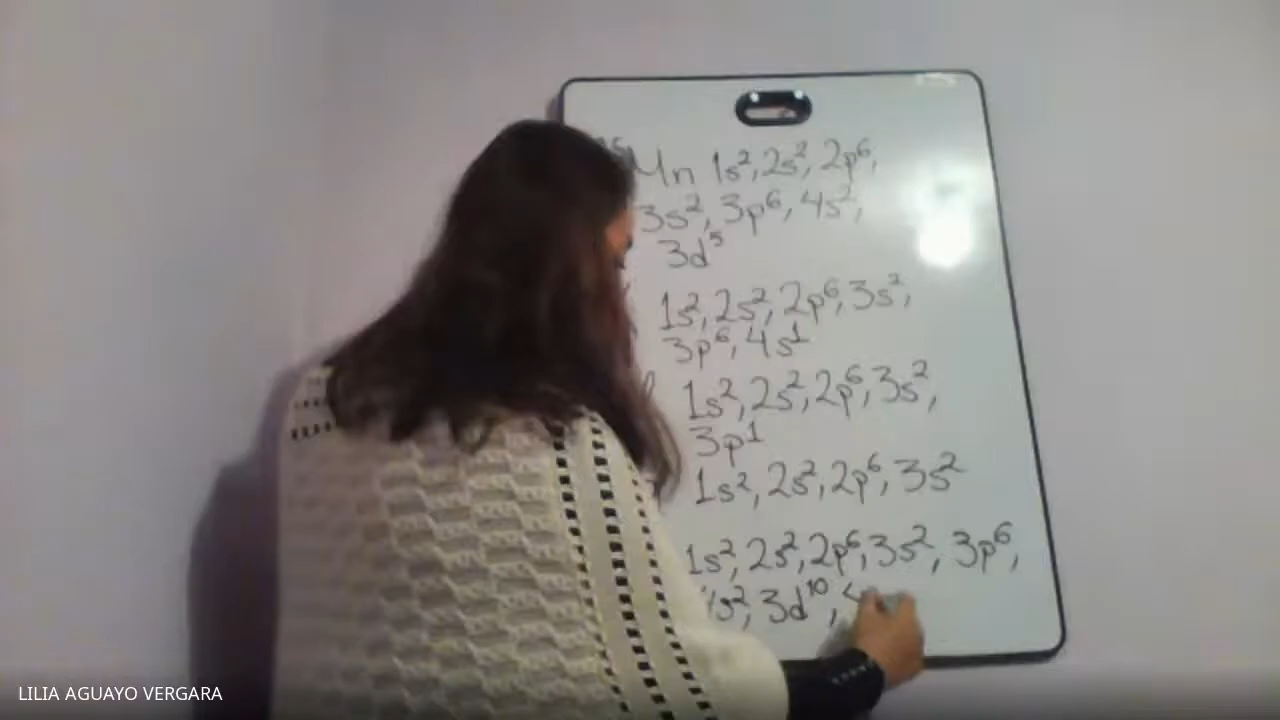 Mn 1s², 2s², 2p⁶,
3s², 3p⁶, 4s²,
3d⁵
1s², 2s², 2p⁶, 3s²,
3p⁶, 4s¹
1s², 2s², 2p⁶, 3s²,
3p¹
1s², 2s², 2p⁶, 3s²
1s², 2s², 2p⁶, 3s², 3p⁶,
4s², 3d¹⁰,
LILIA AGUAYO VERGARA